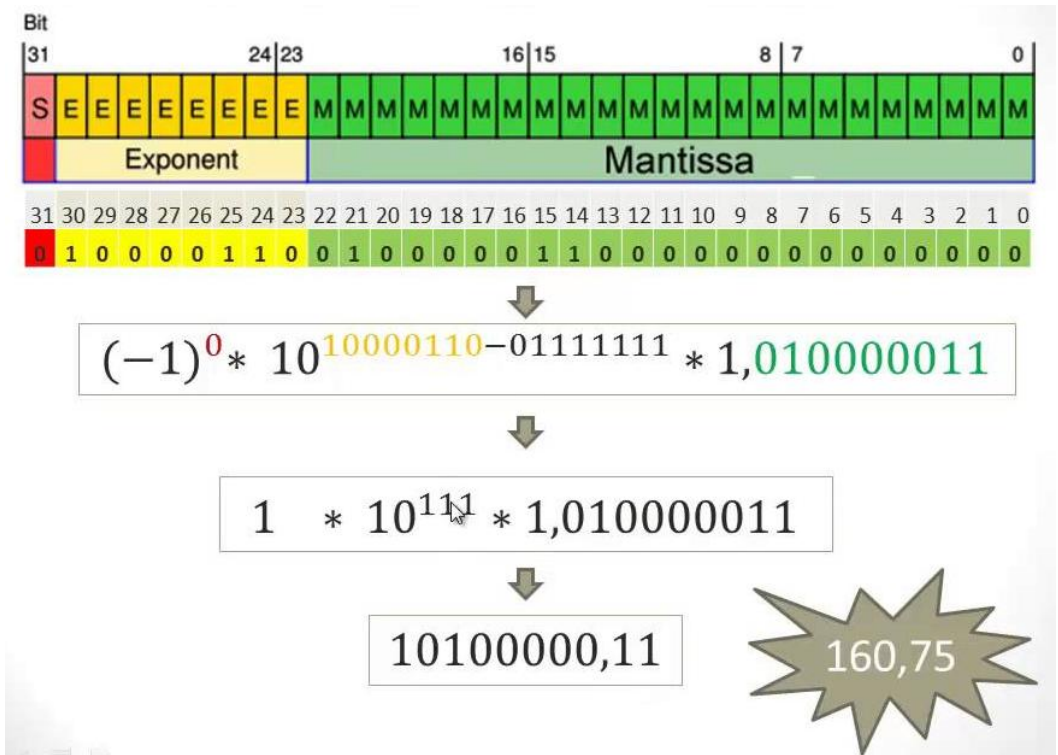 Bit
31 24 23 16 15 8 7 0
S E E E E E E E E M M M M M M M M M M M M M M M M M M M M M M M
Exponent Mantissa
31 30 29 28 27 26 25 24 23 22 21 20 19 18 17 16 15 14 13 12 11 10 9 8 7 6 5 4 3 2 1 0
0 1 0 0 0 0 1 1 0 0 1 0 0 0 0 0 1 1 0 0 0 0 0 0 0 0 0 0 0 0 0 0
(−1)^0 * 10^10000110−01111111 * 1,010000011
1 * 10^111 * 1,010000011
10100000,11
160,75